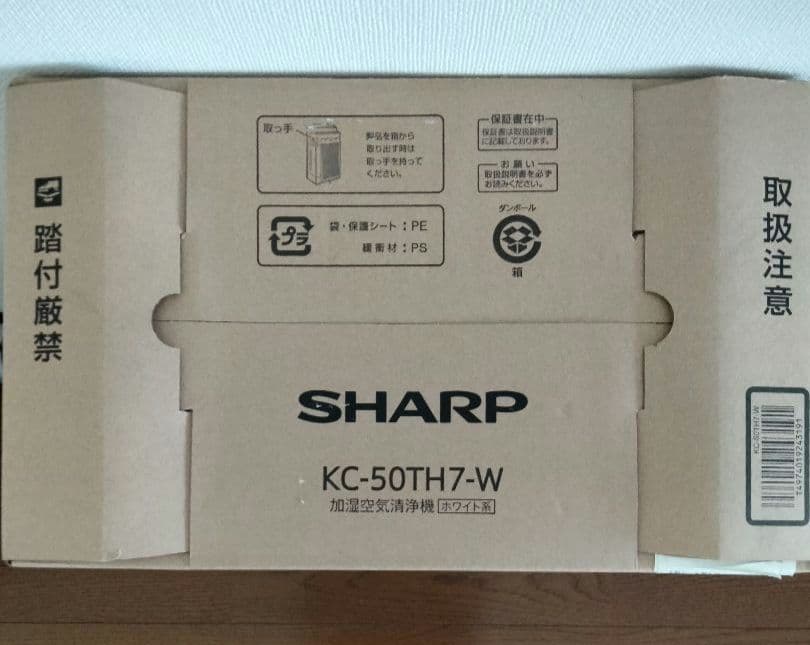 取っ手
製品を箱から
取り出す時は
取っ手を持って
ください。
保証書在中
保証書は取扱説明書
に記載しております。
お願い
取扱説明書を必ず
お読みください。
プラ
袋・保護シート：PE
緩衝材：PS
ダンボール
箱
踏付厳禁
取扱注意
SHARP
KC-50TH7-W
加湿空気清浄機 ホワイト系
KC-50TH7-W
T4974019243191